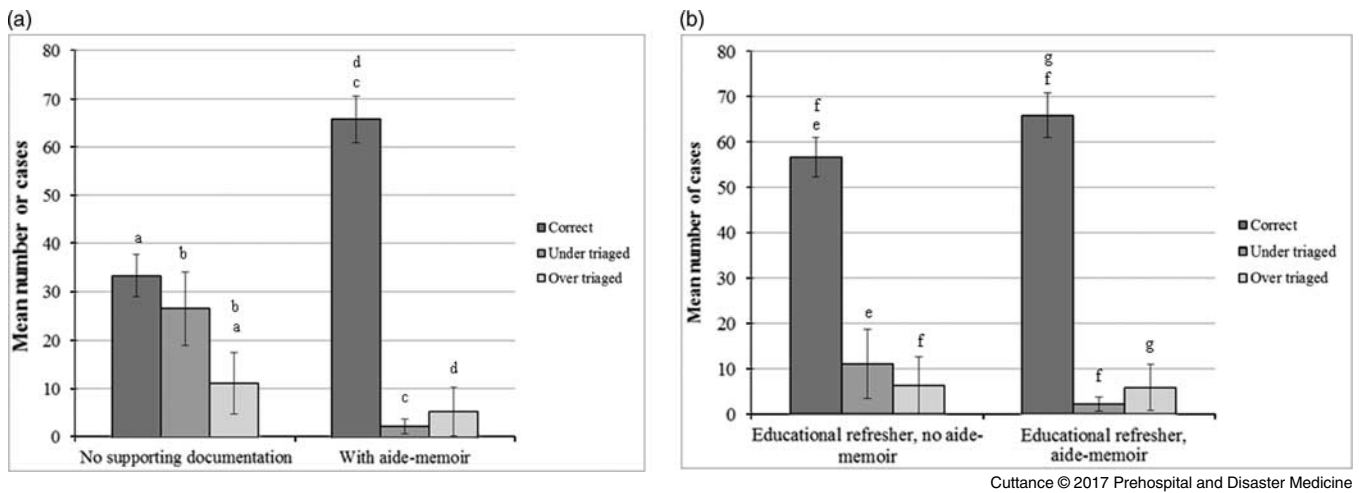 (a)
80
70
60
50
40
30
20
10
0
Mean number or cases
a
b
b
a
d
c
c
d
Correct
Under triaged
Over triaged
No supporting documentation
With aide-memoir
(b)
80
70
60
50
40
30
20
10
0
Mean number of cases
f
e
e
f
g
f
f
g
Correct
Under triaged
Over triaged
Educational refresher, no aide-
memoir
Educational refresher,
aide-memoir
Cuttance © 2017 Prehospital and Disaster Medicine